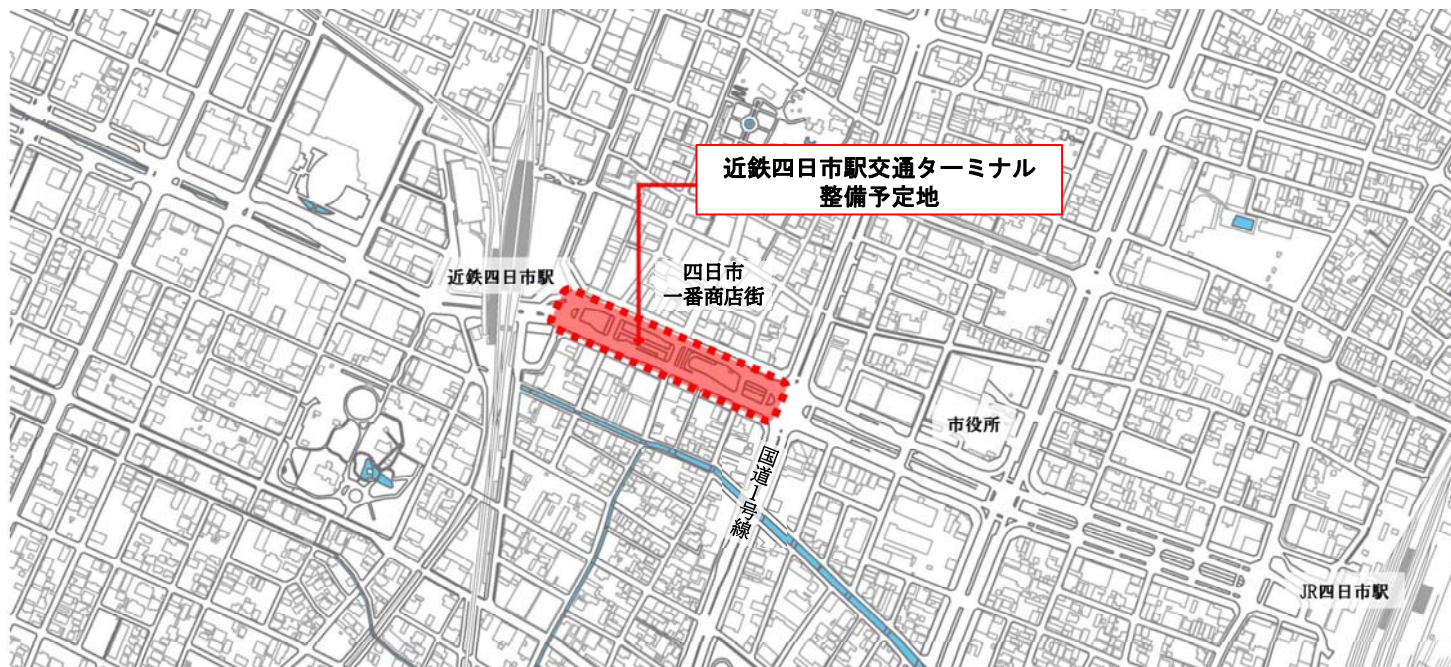 近鉄四日市駅交通ターミナル
整備予定地
近鉄四日市駅
四日市
一番商店街
市役所
国道1号線
JR四日市駅